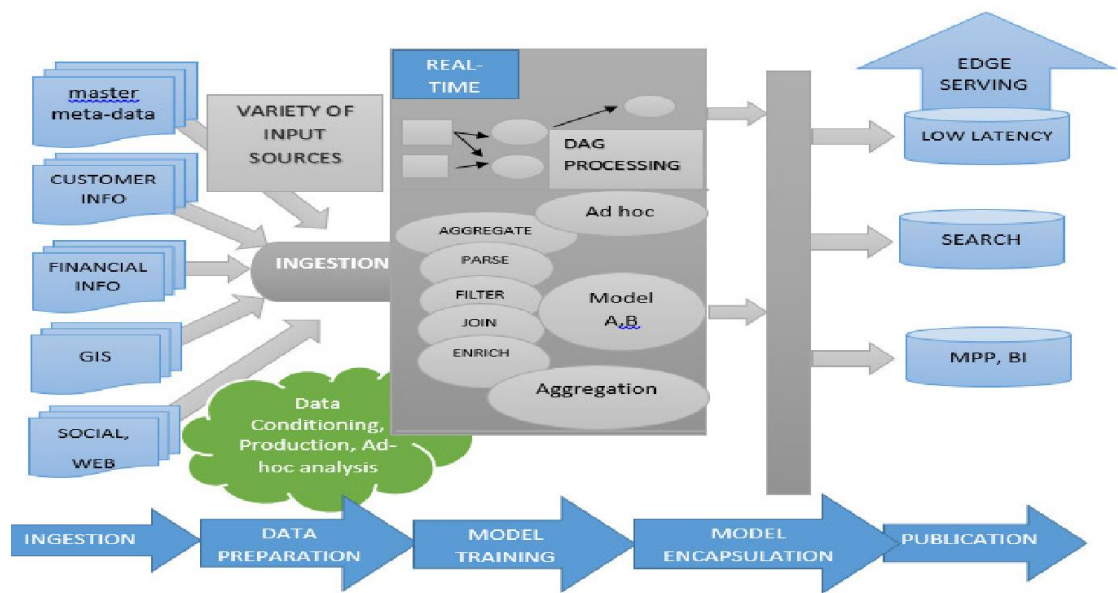 master
meta-data
CUSTOMER
INFO
FINANCIAL
INFO
GIS
SOCIAL,
WEB
VARIETY OF
INPUT
SOURCES
INGESTION
Data
Conditioning,
Production, Ad-
hoc analysis
REAL-
TIME
DAG
PROCESSING
Ad hoc
AGGREGATE
PARSE
FILTER
JOIN
ENRICH
Model
A,B
Aggregation
EDGE
SERVING
LOW LATENCY
SEARCH
MPP, BI
INGESTION
DATA
PREPARATION
MODEL
TRAINING
MODEL
ENCAPSULATION
PUBLICATION